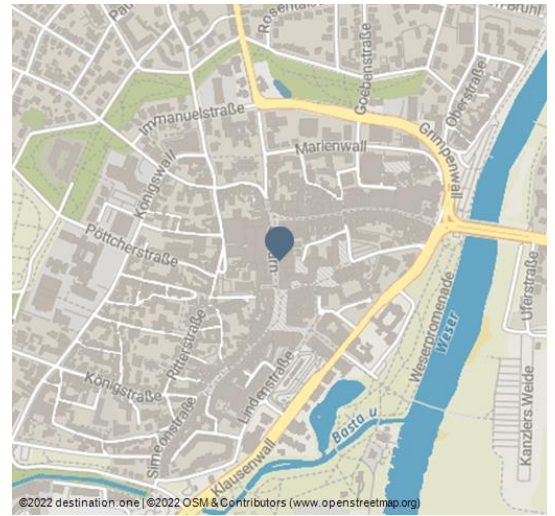 Rosental
Brühl
Immanuelstraße
Goebenstraße
Oberstraße
Marienwall
Grimpenwall
Königswall
Pöttcherstraße
Weserpromenade
Weser
Uferstraße
Ritterstraße
Lindenstraße
Königstraße
Simeonstraße
Kanzlers Weide
Bastau
Klausenwall
©2022 destination.one | ©2022 OSM & Contributors (www.openstreetmap.org)